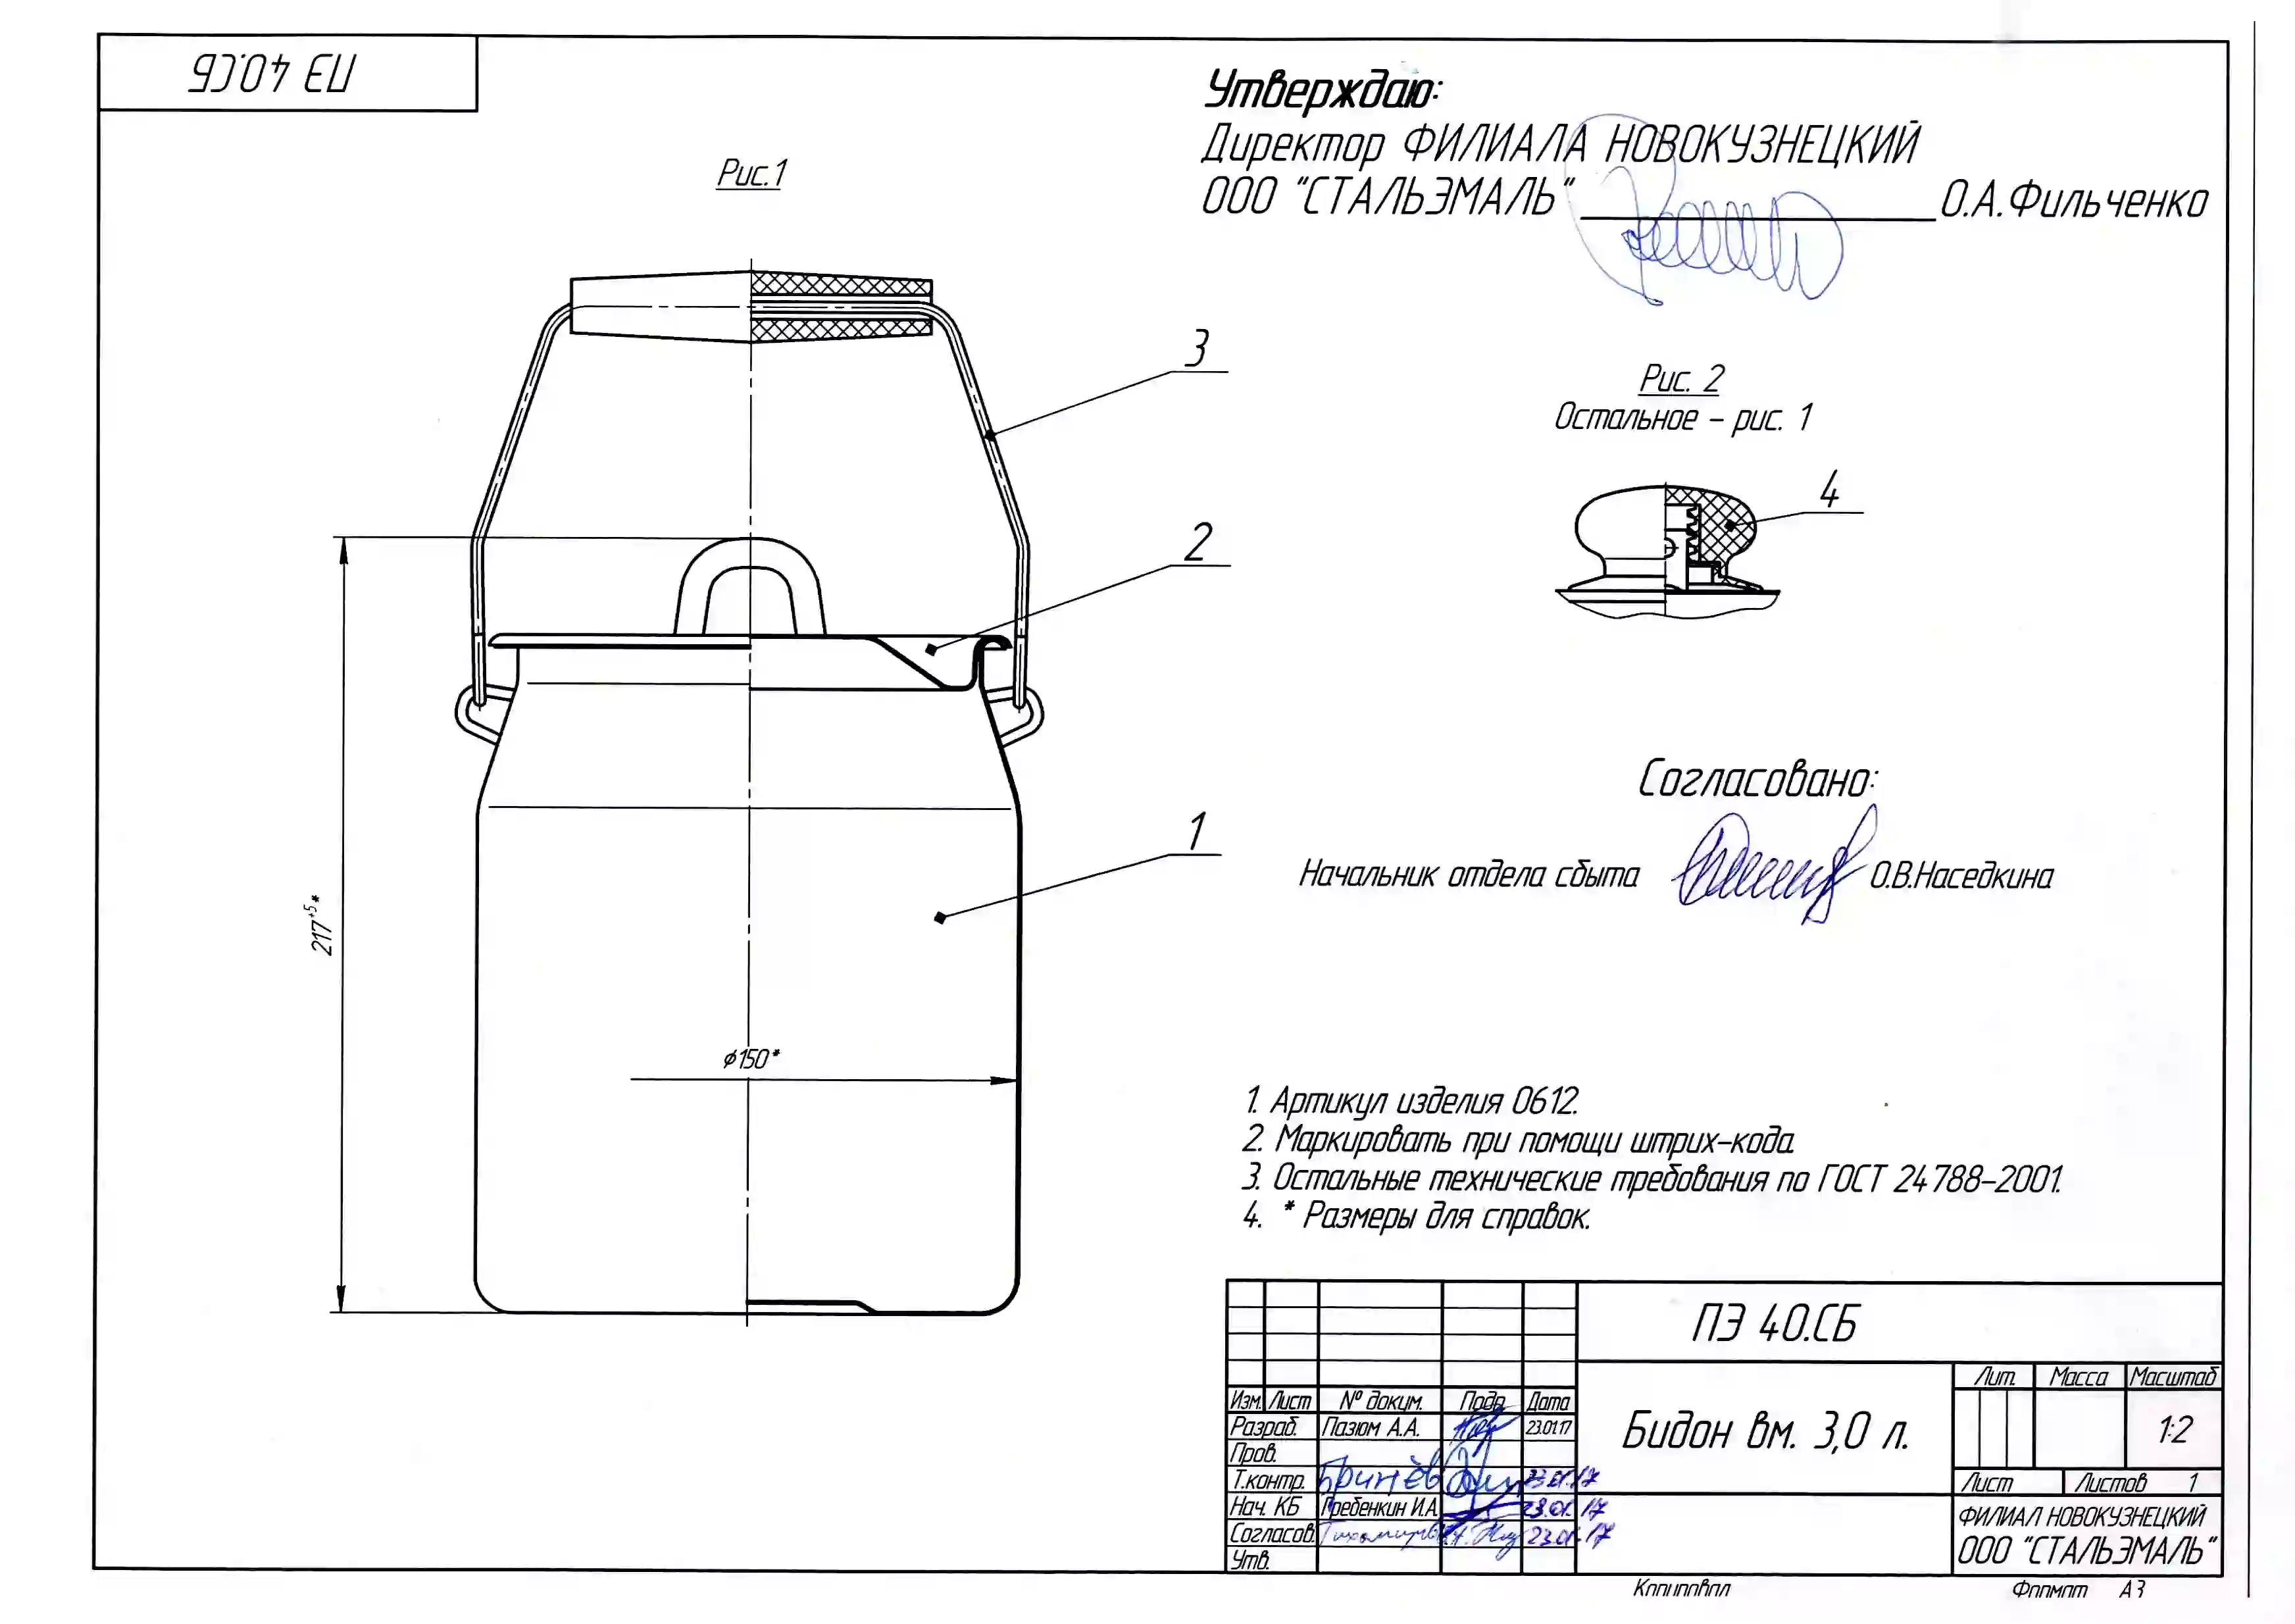 ПЭ 40.СБ
Утверждаю:
Директор ФИЛИАЛА НОВОКУЗНЕЦКИЙ
ООО "СТАЛЬЭМАЛЬ" О.А.Фильченко
Рис.1
3
Рис. 2
Остальное - рис. 1
4
2
Согласовано:
1
Начальник отдела сбыта О.В.Наседкина
217⁺⁵*
ϕ150*
1. Артикул изделия 0612.
2. Маркировать при помощи штрих-кода.
3. Остальные технические требования по ГОСТ 24788-2001.
4. * Размеры для справок.
ПЭ 40.СБ
Изм. Лист № докум. Подп. Дата
Разраб. Пазюм А.А. 23.01.17
Пров.
Т.контр. Гринёв 23.01.17
Нач. КБ Гребенкин И.А. 23.01.17
Согласов. 23.01.17
Утв.
Бидон вм. 3,0 л.
Лит. Масса Масштаб
1:2
Лист Листов 1
ФИЛИАЛ НОВОКУЗНЕЦКИЙ
ООО "СТАЛЬЭМАЛЬ"
Копировал Формат А3